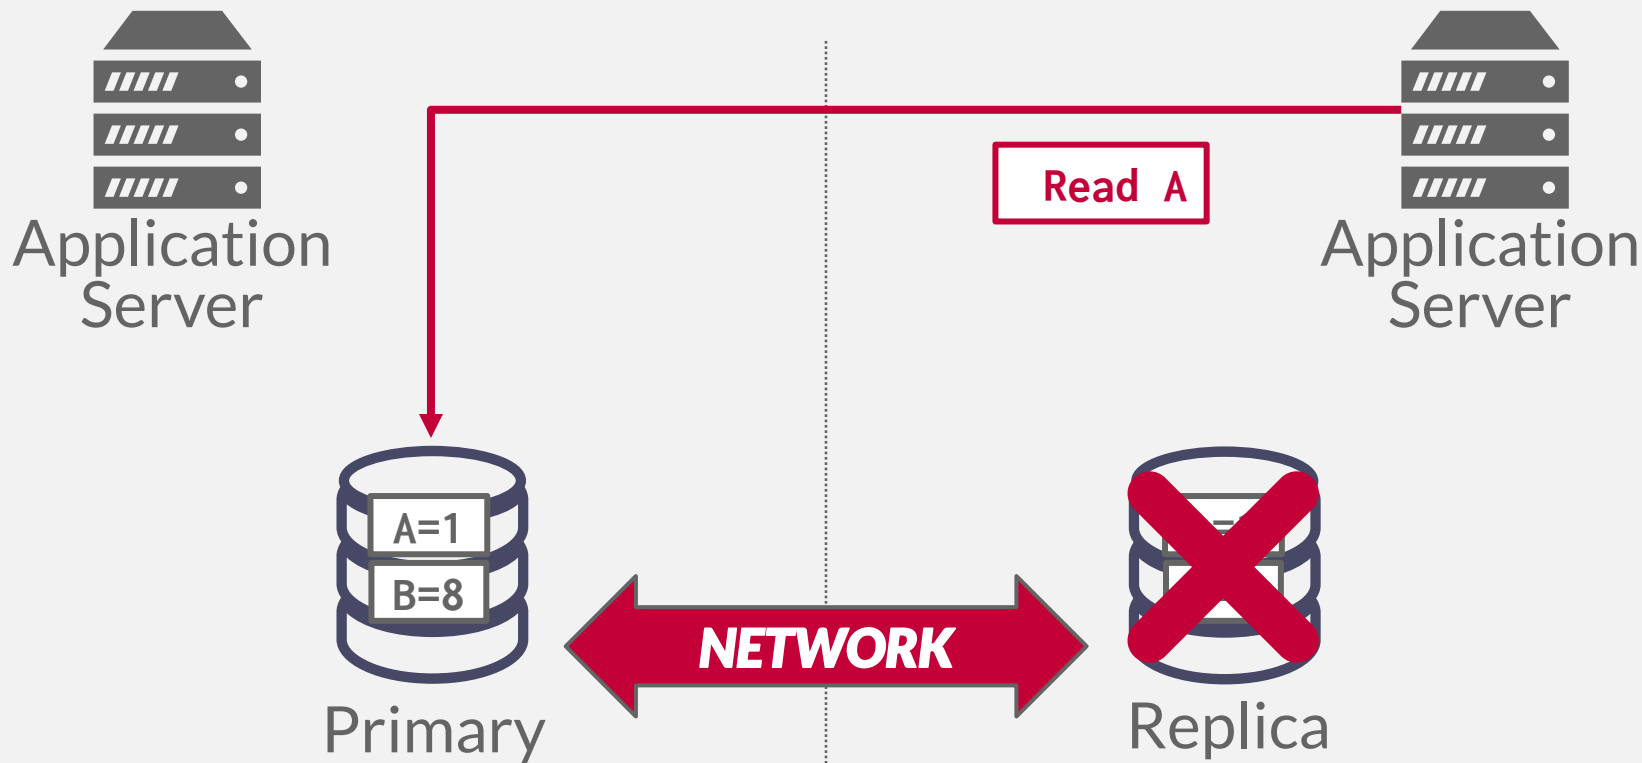 Read A
Application
Server
Application
Server
A=1
B=8
NETWORK
Primary
Replica